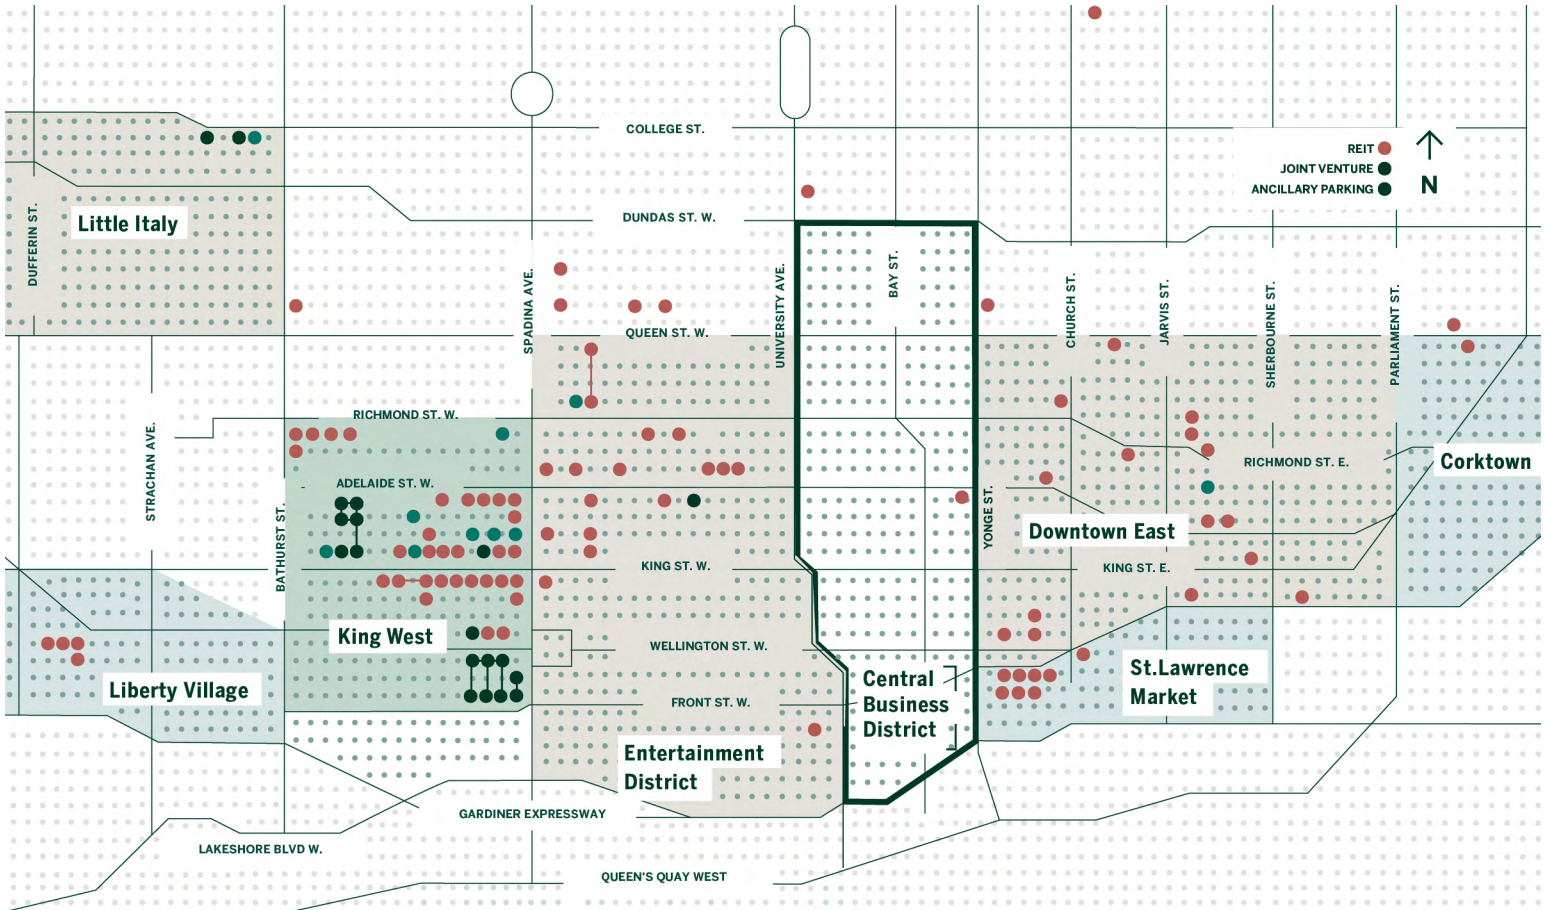 COLLEGE ST.
REIT
JOINT VENTURE
ANCILLARY PARKING
N
Little Italy
DUNDAS ST. W.
DUFFERIN ST.
SPADINA AVE.
UNIVERSITY AVE.
BAY ST.
CHURCH ST.
JARVIS ST.
SHERBOURNE ST.
PARLIAMENT ST.
QUEEN ST. W.
RICHMOND ST. W.
STRACHAN AVE.
RICHMOND ST. E.
Corktown
ADELAIDE ST. W.
BATHURST ST.
YONGE ST.
Downtown East
KING ST. W.
KING ST. E.
King West
WELLINGTON ST. W.
Liberty Village
FRONT ST. W.
Central
Business
District
St.Lawrence
Market
Entertainment
District
GARDINER EXPRESSWAY
LAKESHORE BLVD W.
QUEEN'S QUAY WEST